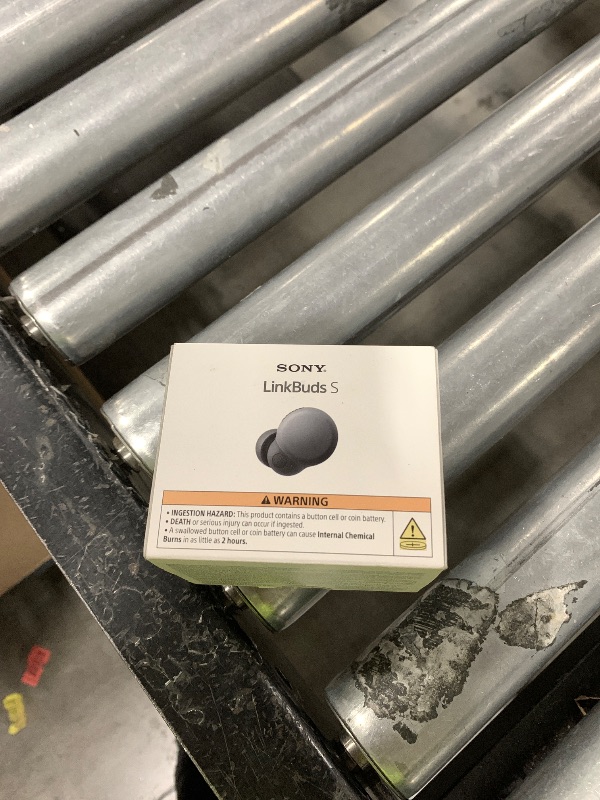 SONY
LinkBuds S
WARNING
• INGESTION HAZARD: This product contains a button cell or coin battery.
• DEATH or serious injury can occur if ingested.
• A swallowed button cell or coin battery can cause Internal Chemical
Burns in as little as 2 hours.